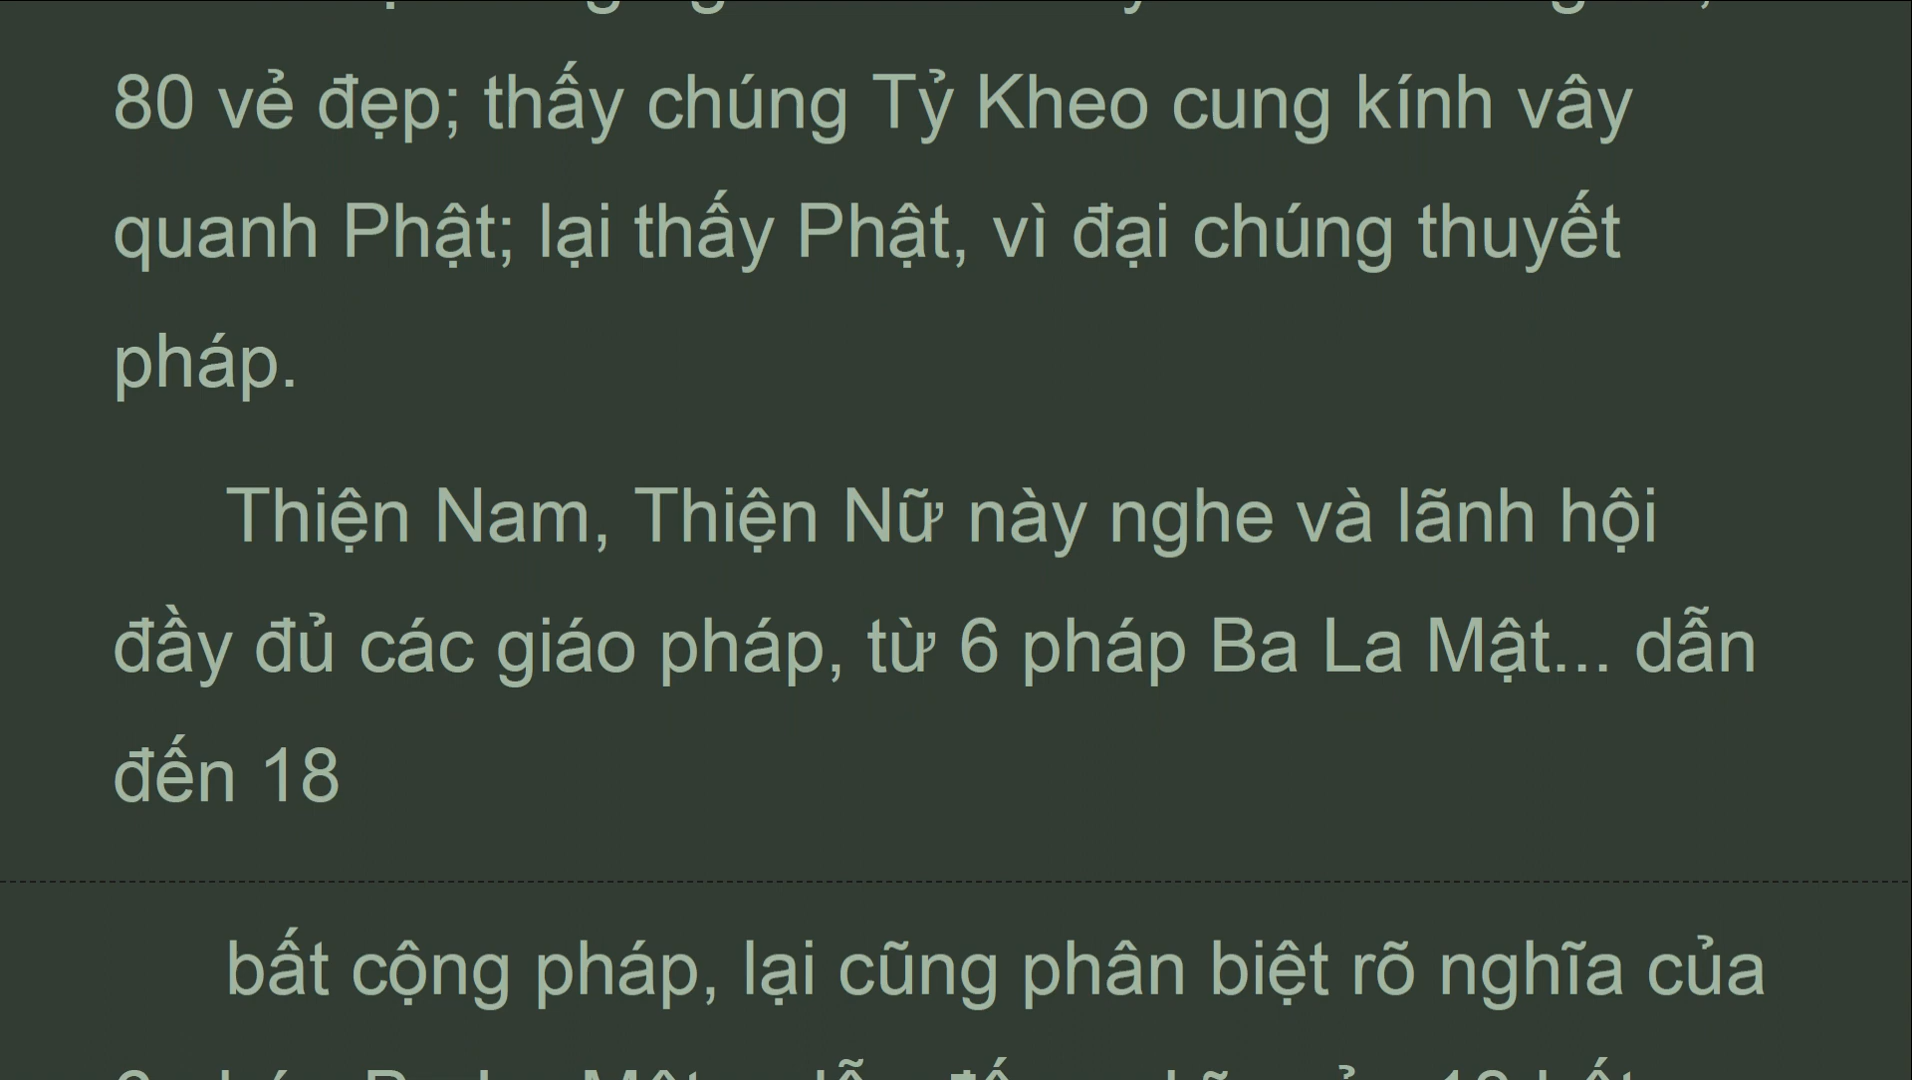 80 vẻ đẹp; thấy chúng Tỷ Kheo cung kính vây
quanh Phật; lại thấy Phật, vì đại chúng thuyết
pháp.
Thiện Nam, Thiện Nữ này nghe và lãnh hội
đầy đủ các giáo pháp, từ 6 pháp Ba La Mật... dẫn
đến 18
bất cộng pháp, lại cũng phân biệt rõ nghĩa của